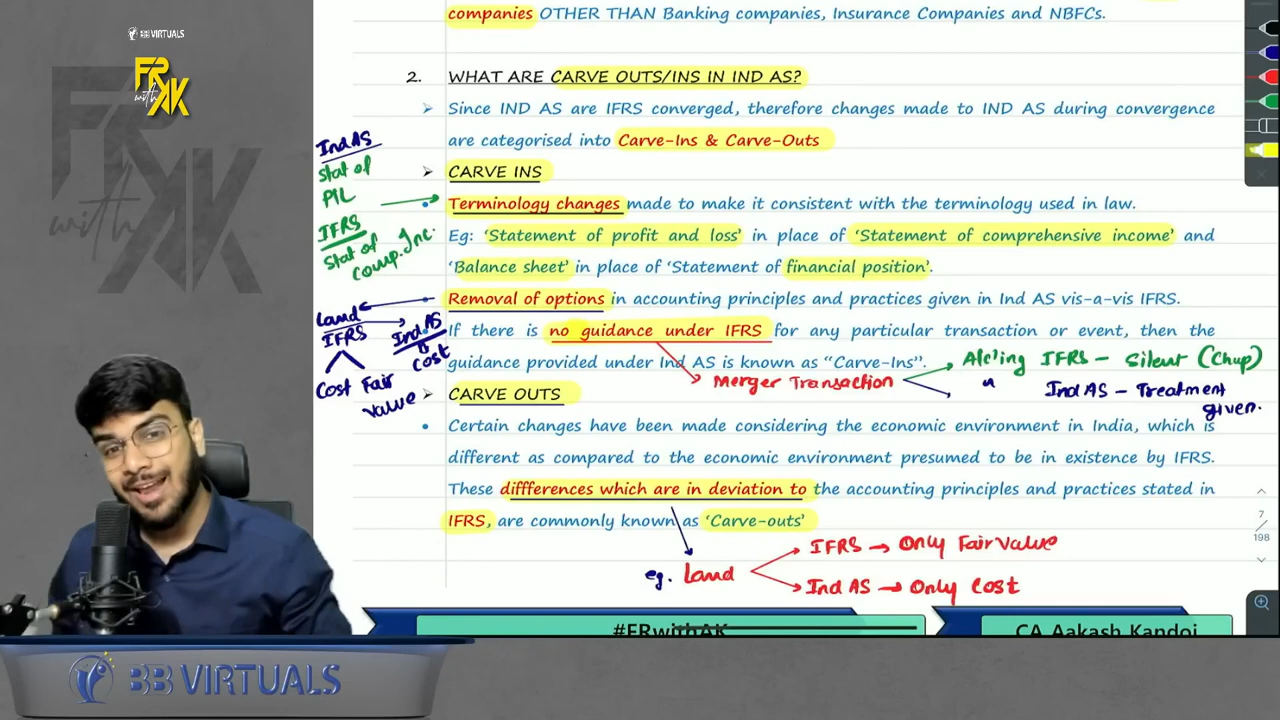 BB VIRTUALS
FR
with AK
companies OTHER THAN Banking companies, Insurance Companies and NBFCs.
2. WHAT ARE CARVE OUTS/INS IN IND AS?
➢ Since IND AS are IFRS converged, therefore changes made to IND AS during convergence
are categorised into Carve-Ins & Carve-Outs
➢ CARVE INS
• Terminology changes made to make it consistent with the terminology used in law.
Eg: ‘Statement of profit and loss’ in place of ‘Statement of comprehensive income’ and
‘Balance sheet’ in place of ‘Statement of financial position’.
• Removal of options in accounting principles and practices given in Ind AS vis-a-vis IFRS.
• If there is no guidance under IFRS for any particular transaction or event, then the
guidance provided under Ind AS is known as “Carve-Ins”.
➢ CARVE OUTS
• Certain changes have been made considering the economic environment in India, which is
different as compared to the economic environment presumed to be in existence by IFRS.
These diffferences which are in deviation to the accounting principles and practices stated in
IFRS, are commonly known as ‘Carve-outs’
Ind AS
Stat of
P/L
IFRS
Stat of
Comp. Inc.
Land
IFRS
Cost Fair
Value
Ind AS
Cost
Merger Transaction
IFRS – Silent (Chup)
Ind AS – Treatment
given.
eg. Land
IFRS → Only Fair Value
Ind AS → Only Cost
7
198
#FRwithAK
CA Aakash Kandoi
BB VIRTUALS